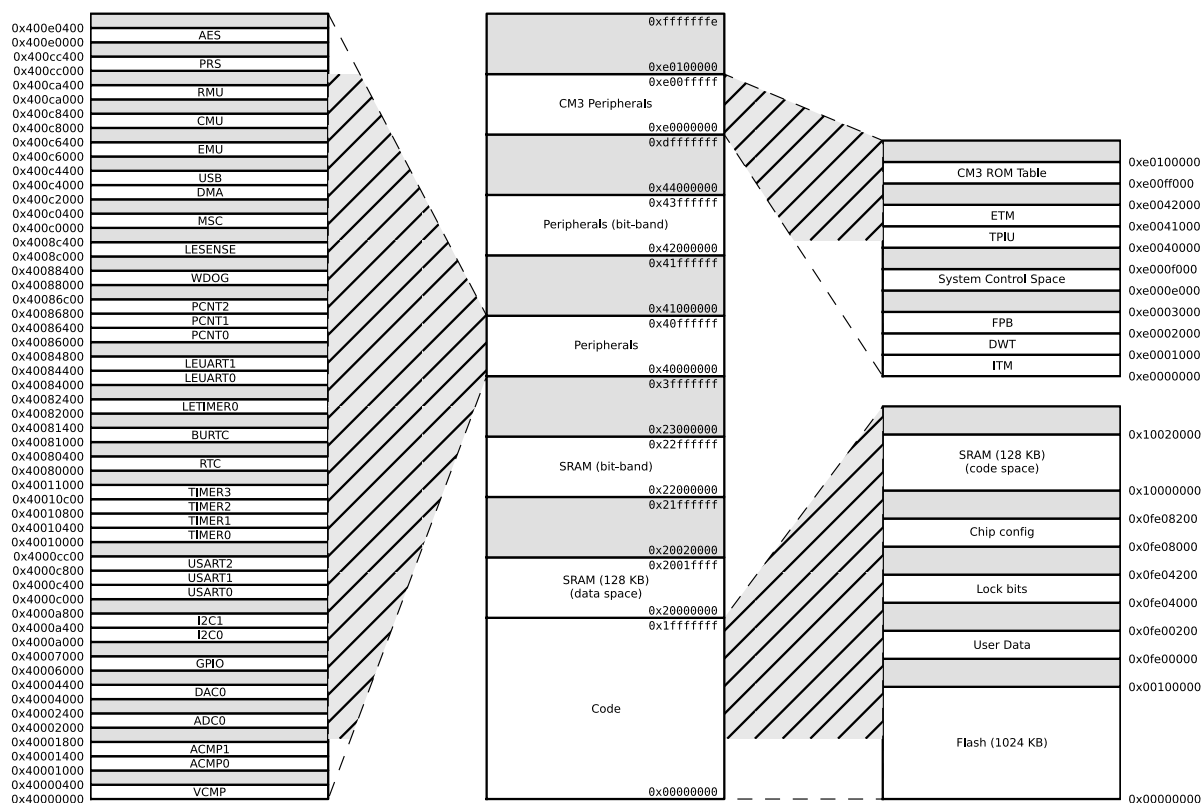 0x400e0400
AES
0x400e0000
0x400cc400
PRS
0x400cc000
0x400ca400
RMU
0x400ca000
0x400c8400
CMU
0x400c8000
0x400c6400
EMU
0x400c6000
0x400c4400
USB
0x400c4000
DMA
0x400c2000
0x400c0400
MSC
0x400c0000
0x4008c400
LESENSE
0x4008c000
0x40088400
WDOG
0x40088000
0x40086c00
PCNT2
0x40086800
PCNT1
0x40086400
PCNT0
0x40086000
0x40084800
LEUART1
0x40084400
LEUART0
0x40084000
0x40082400
LETIMER0
0x40082000
0x40081400
BURTC
0x40081000
0x40080400
RTC
0x40080000
0x40011000
TIMER3
0x40010c00
TIMER2
0x40010800
TIMER1
0x40010400
TIMER0
0x40010000
0x4000cc00
USART2
0x4000c800
USART1
0x4000c400
USART0
0x4000c000
0x4000a800
I2C1
0x4000a400
I2C0
0x4000a000
0x40007000
GPIO
0x40006000
0x40004400
DAC0
0x40004000
0x40002400
ADC0
0x40002000
0x40001800
ACMP1
0x40001400
ACMP0
0x40001000
0x40000400
VCMP
0x40000000
0xfffffffe
0xe0100000
0xe00fffff
CM3 Peripherals
0xe0000000
0xdfffffff
0x44000000
0x43ffffff
Peripherals (bit-band)
0x42000000
0x41ffffff
0x41000000
0x40ffffff
Peripherals
0x40000000
0x3fffffff
0x23000000
0x22ffffff
SRAM (bit-band)
0x22000000
0x21ffffff
0x20020000
0x2001ffff
SRAM (128 KB)
(data space)
0x20000000
0x1fffffff
Code
0x00000000
0xe0100000
CM3 ROM Table
0xe00ff000
0xe0042000
ETM
0xe0041000
TPIU
0xe0040000
0xe000f000
System Control Space
0xe000e000
0xe0003000
FPB
0xe0002000
DWT
0xe0001000
ITM
0xe0000000
0x10020000
SRAM (128 KB)
(code space)
0x10000000
0x0fe08200
Chip config
0x0fe08000
0x0fe04200
Lock bits
0x0fe04000
0x0fe00200
User Data
0x0fe00000
0x00100000
Flash (1024 KB)
0x00000000